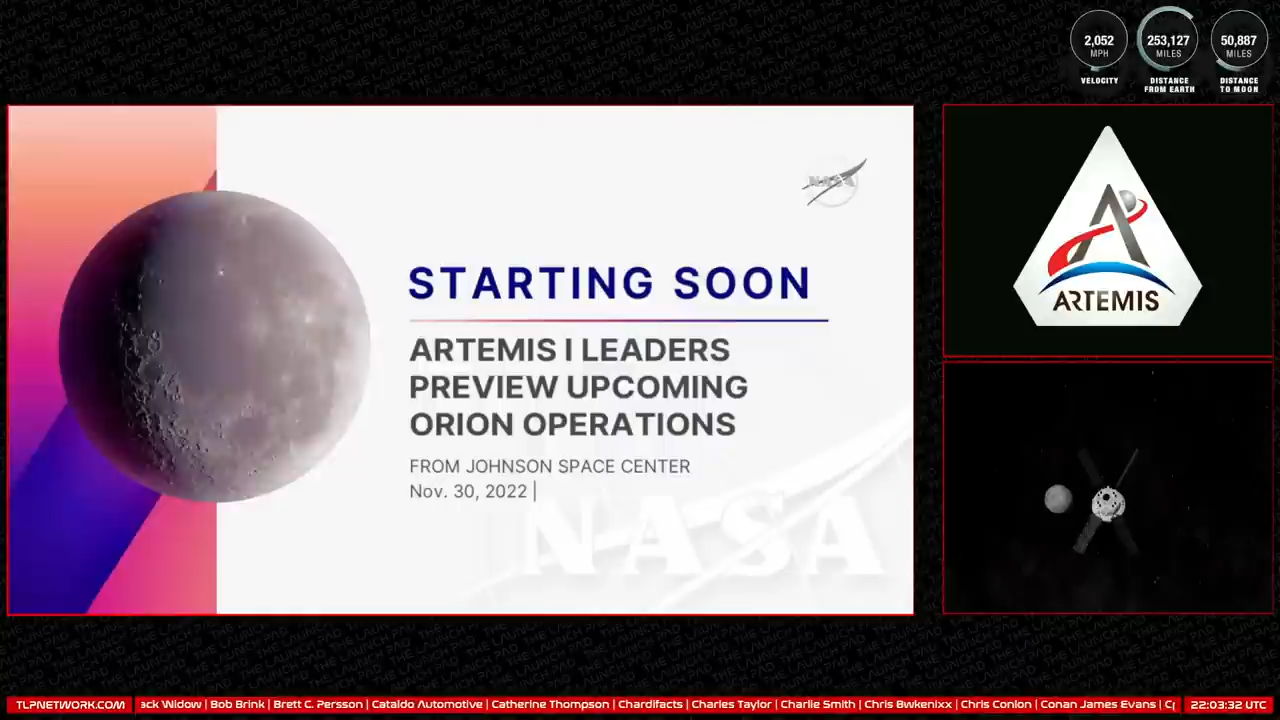 2,052
MPH
VELOCITY
253,127
MILES
DISTANCE
FROM EARTH
50,887
MILES
DISTANCE
TO MOON
NASA
STARTING SOON
ARTEMIS I LEADERS
PREVIEW UPCOMING
ORION OPERATIONS
FROM JOHNSON SPACE CENTER
Nov. 30, 2022 |
NASA
ARTEMIS
TLPNETWORK.COM
ack Widow | Bob Brink | Brett C. Persson | Cataldo Automotive | Catherine Thompson | Chardifacts | Charles Taylor | Charlie Smith | Chris Bwkenixx | Chris Conlon | Conan James Evans |
22:03:32 UTC